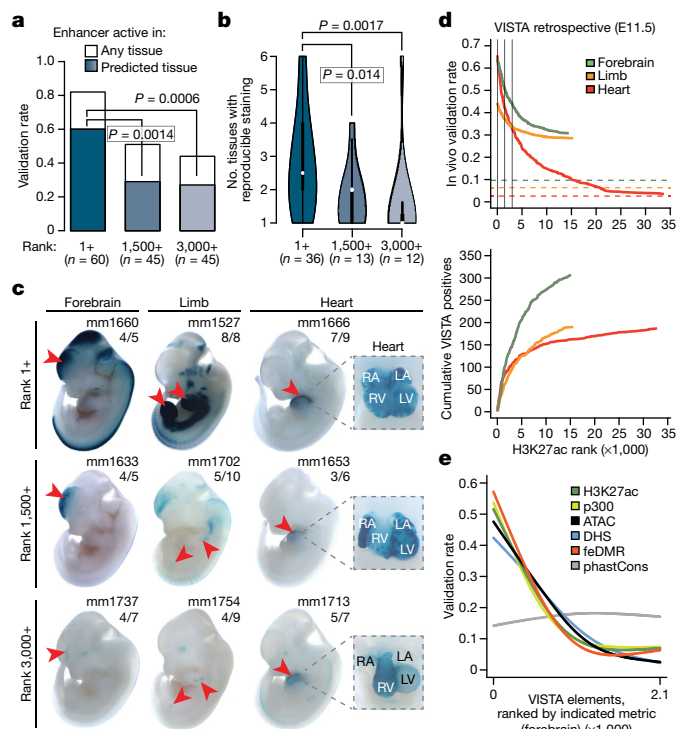 a
Enhancer active in:
Any tissue
Predicted tissue
P = 0.0006
P = 0.0014
Validation rate
1.0
0.8
0.6
0.4
0.2
0
Rank:
1+
(n = 60)
1,500+
(n = 45)
3,000+
(n = 45)
b
P = 0.0017
P = 0.014
No. tissues with
reproducible staining
6
5
4
3
2
1
1+
(n = 36)
1,500+
(n = 13)
3,000+
(n = 12)
c
Forebrain
Limb
Heart
Rank 1+
mm1660
4/5
mm1527
8/8
mm1666
7/9
Heart
RA
LA
RV
LV
Rank 1,500+
mm1633
4/5
mm1702
5/10
mm1653
3/6
RA
LA
RV
LV
Rank 3,000+
mm1737
4/7
mm1754
4/9
mm1713
5/7
RA
LA
RV
LV
d
VISTA retrospective (E11.5)
Forebrain
Limb
Heart
In vivo validation rate
0.7
0.6
0.5
0.4
0.3
0.2
0.1
0
0 5 10 15 20 25 30 35
Cumulative VISTA positives
350
300
250
200
150
100
50
0
0 5 10 15 20 25 30 35
H3K27ac rank (×1,000)
e
H3K27ac
p300
ATAC
DHS
feDMR
phastCons
Validation rate
0.6
0.5
0.4
0.3
0.2
0.1
0
0
2.1
VISTA elements,
ranked by indicated metric
(forebrain) (×1,000)